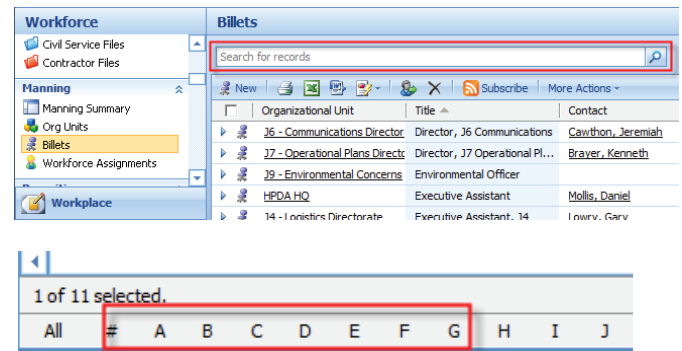 Workforce
Billets
Civil Service Files
Contractor Files
Search for records
Manning
New
Subscribe
More Actions
Manning Summary
Organizational Unit Title Contact
Org Units
J6 - Communications Director Director, J6 Communications Cawthon, Jeremiah
Billets
J7 - Operational Plans Directo Director, J7 Operational Pl... Brayer, Kenneth
Workforce Assignments
J9 - Environmental Concerns Environmental Officer
HPDA HQ Executive Assistant Mollis, Daniel
Workplace
J4 - Logistics Directorate Executive Assistant, J4 Lowry, Gary
1 of 11 selected.
All # A B C D E F G H I J